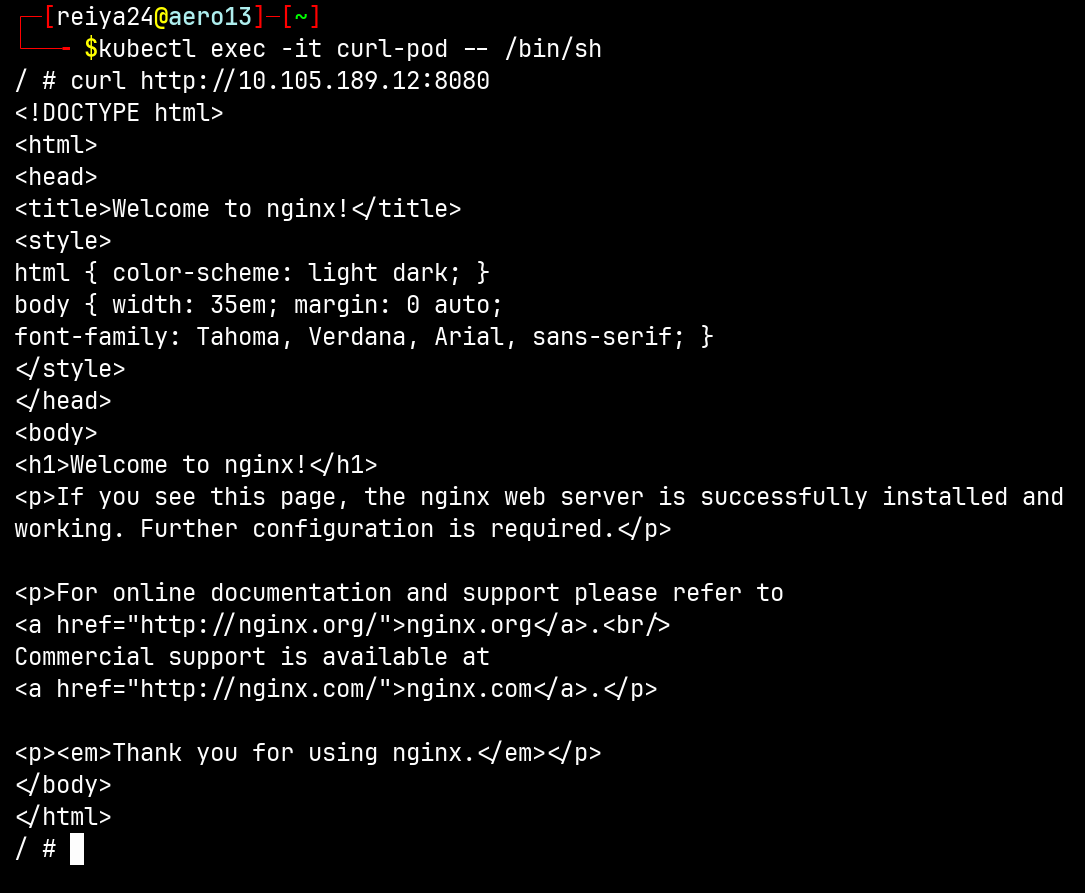 ┌─[reiya24@aero13]─[~]
└──╼ $kubectl exec -it curl-pod -- /bin/sh
/ # curl http://10.105.189.12:8080
<!DOCTYPE html>
<html>
<head>
<title>Welcome to nginx!</title>
<style>
html { color-scheme: light dark; }
body { width: 35em; margin: 0 auto;
font-family: Tahoma, Verdana, Arial, sans-serif; }
</style>
</head>
<body>
<h1>Welcome to nginx!</h1>
<p>If you see this page, the nginx web server is successfully installed and
working. Further configuration is required.</p>

<p>For online documentation and support please refer to
<a href="http://nginx.org/">nginx.org</a>.<br/>
Commercial support is available at
<a href="http://nginx.com/">nginx.com</a>.</p>

<p><em>Thank you for using nginx.</em></p>
</body>
</html>
/ #